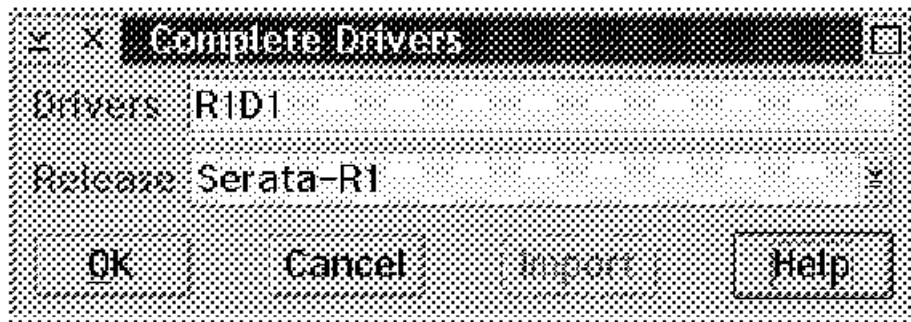 Complete Drivers
Drivers R1D1
Release Serata-R1
OK Cancel Import Help